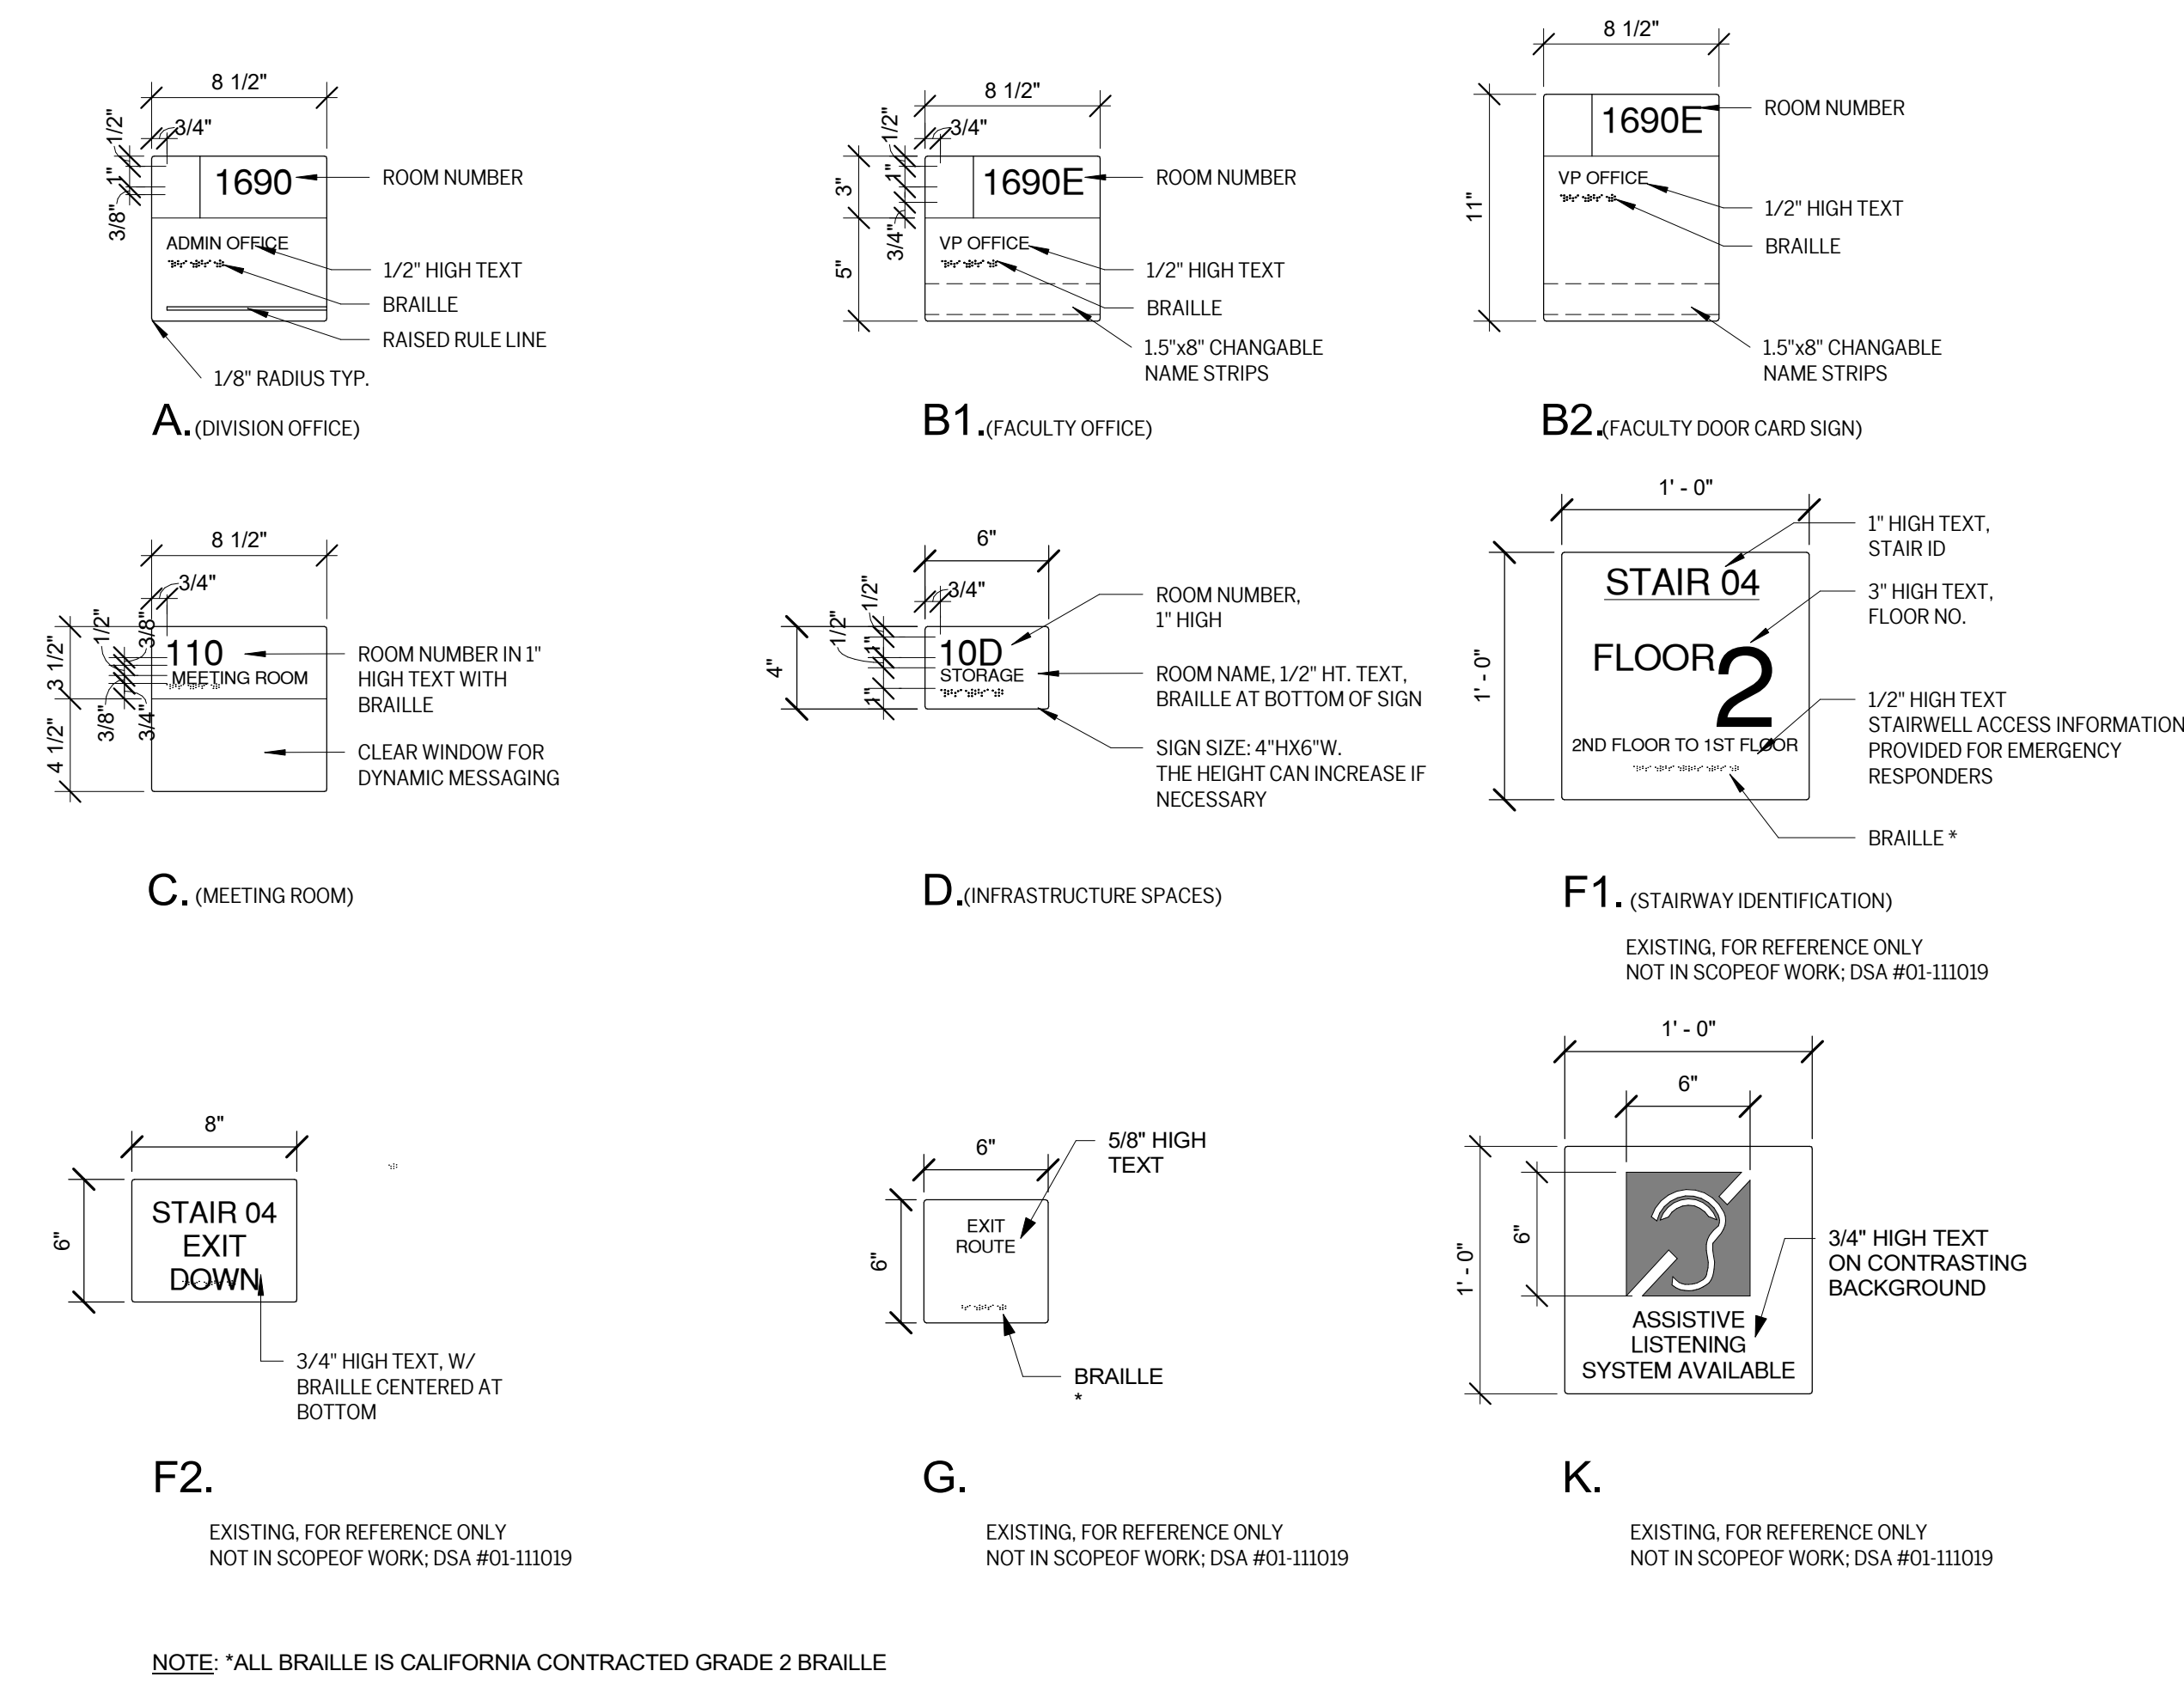 8 1/2"
1/2"
3/4"
1"
3/8"
1690
ROOM NUMBER
ADMIN OFFICE
1/2" HIGH TEXT
BRAILLE
RAISED RULE LINE
1/8" RADIUS TYP.
A. (DIVISION OFFICE)
8 1/2"
1/2"
3/4"
3"
1"
3/4"
5"
1690E
ROOM NUMBER
VP OFFICE
1/2" HIGH TEXT
BRAILLE
1.5"x8" CHANGABLE
NAME STRIPS
B1. (FACULTY OFFICE)
8 1/2"
11"
1690E
ROOM NUMBER
VP OFFICE
1/2" HIGH TEXT
BRAILLE
1.5"x8" CHANGABLE
NAME STRIPS
B2. (FACULTY DOOR CARD SIGN)
8 1/2"
3/4"
1/2"
3/8"
3 1/2"
3/8"
3/4"
4 1/2"
110
MEETING ROOM
ROOM NUMBER IN 1"
HIGH TEXT WITH
BRAILLE
CLEAR WINDOW FOR
DYNAMIC MESSAGING
C. (MEETING ROOM)
6"
1/2"
3/4"
1/2"
1"
4"
1"
10D
STORAGE
ROOM NUMBER,
1" HIGH
ROOM NAME, 1/2" HT. TEXT,
BRAILLE AT BOTTOM OF SIGN
SIGN SIZE: 4"HX6"W.
THE HEIGHT CAN INCREASE IF
NECESSARY
D. (INFRASTRUCTURE SPACES)
1' - 0"
1' - 0"
STAIR 04
FLOOR 2
2ND FLOOR TO 1ST FLOOR
1" HIGH TEXT,
STAIR ID
3" HIGH TEXT,
FLOOR NO.
1/2" HIGH TEXT
STAIRWELL ACCESS INFORMATION
PROVIDED FOR EMERGENCY
RESPONDERS
BRAILLE *
F1. (STAIRWAY IDENTIFICATION)
EXISTING, FOR REFERENCE ONLY
NOT IN SCOPEOF WORK; DSA #01-111019
8"
6"
STAIR 04
EXIT
DOWN
3/4" HIGH TEXT, W/
BRAILLE CENTERED AT
BOTTOM
F2.
EXISTING, FOR REFERENCE ONLY
NOT IN SCOPEOF WORK; DSA #01-111019
6"
6"
EXIT
ROUTE
5/8" HIGH
TEXT
BRAILLE
*
G.
EXISTING, FOR REFERENCE ONLY
NOT IN SCOPEOF WORK; DSA #01-111019
1' - 0"
6"
1' - 0"
6"
ASSISTIVE
LISTENING
SYSTEM AVAILABLE
3/4" HIGH TEXT
ON CONTRASTING
BACKGROUND
K.
EXISTING, FOR REFERENCE ONLY
NOT IN SCOPEOF WORK; DSA #01-111019
NOTE: *ALL BRAILLE IS CALIFORNIA CONTRACTED GRADE 2 BRAILLE